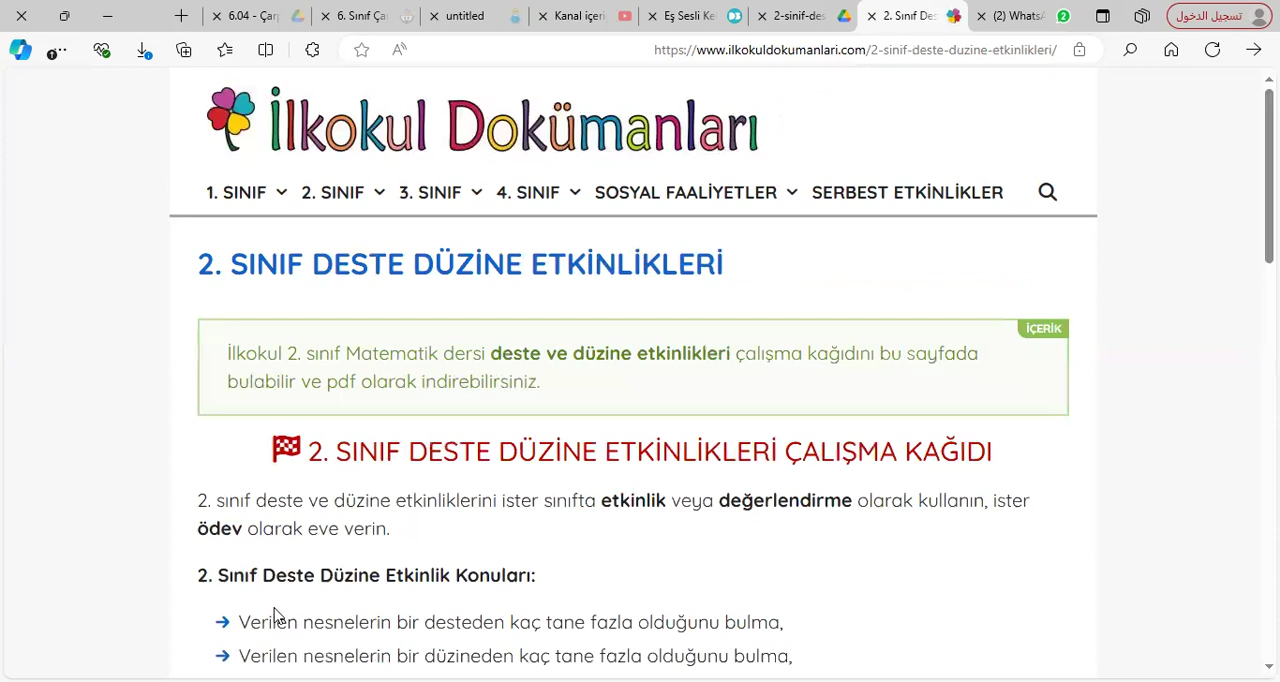 6.04 - Çarp
6. Sınıf Ça
untitled
Kanal içeri
Eş Sesli Ke
2-sinif-des
2. Sınıf Des
(2) WhatsA
2
تسجيل الدخول
https://www.ilkokuldokumanlari.com/2-sinif-deste-duzine-etkinlikleri/
İlkokul Dokümanları
1. SINIF 2. SINIF 3. SINIF 4. SINIF SOSYAL FAALİYETLER SERBEST ETKİNLİKLER
2. SINIF DESTE DÜZİNE ETKİNLİKLERİ
İÇERİK
İlkokul 2. sınıf Matematik dersi deste ve düzine etkinlikleri çalışma kağıdını bu sayfada
bulabilir ve pdf olarak indirebilirsiniz.
2. SINIF DESTE DÜZİNE ETKİNLİKLERİ ÇALIŞMA KAĞIDI
2. sınıf deste ve düzine etkinliklerini ister sınıfta etkinlik veya değerlendirme olarak kullanın, ister
ödev olarak eve verin.
2. Sınıf Deste Düzine Etkinlik Konuları:
Verilen nesnelerin bir desteden kaç tane fazla olduğunu bulma,
Verilen nesnelerin bir düzineden kaç tane fazla olduğunu bulma,